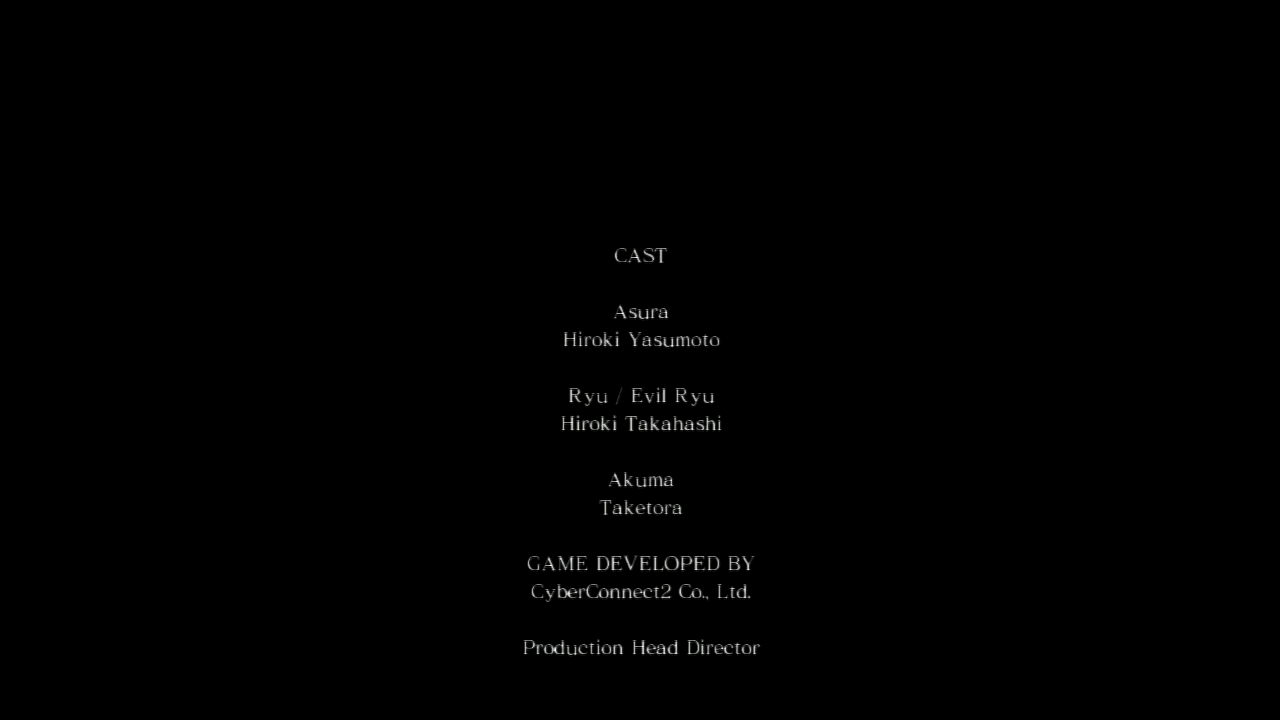 CAST
Asura
Hiroki Yasumoto
Ryu / Evil Ryu
Hiroki Takahashi
Akuma
Taketora
GAME DEVELOPED BY
CyberConnect2 Co., Ltd.
Production Head Director